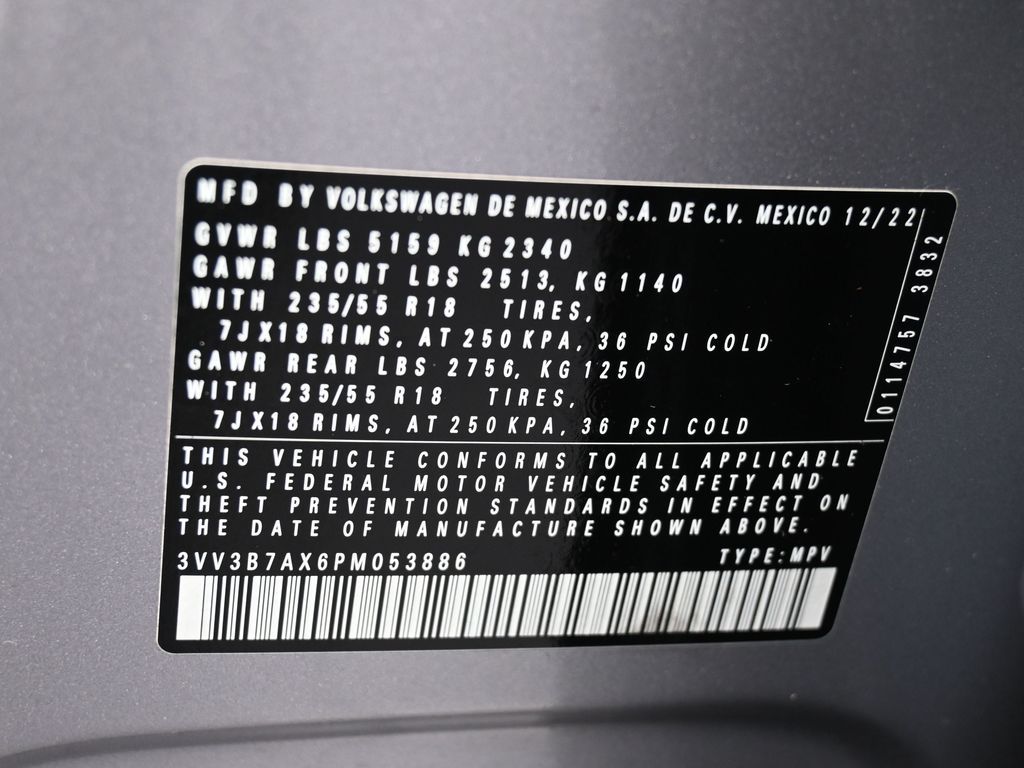 MFD BY VOLKSWAGEN DE MEXICO S.A. DE C.V. MEXICO 12/22
GVWR LBS 5159 KG 2340
GAWR FRONT LBS 2513, KG 1140
WITH 235/55 R18 TIRES,
7JX18 RIMS, AT 250 KPA, 36 PSI COLD
GAWR REAR LBS 2756, KG 1250
WITH 235/55 R18 TIRES,
7JX18 RIMS, AT 250 KPA, 36 PSI COLD
0114757 3832
THIS VEHICLE CONFORMS TO ALL APPLICABLE
U.S. FEDERAL MOTOR VEHICLE SAFETY AND
THEFT PREVENTION STANDARDS IN EFFECT ON
THE DATE OF MANUFACTURE SHOWN ABOVE.
3VV3B7AX6PM053886 TYPE: MPV